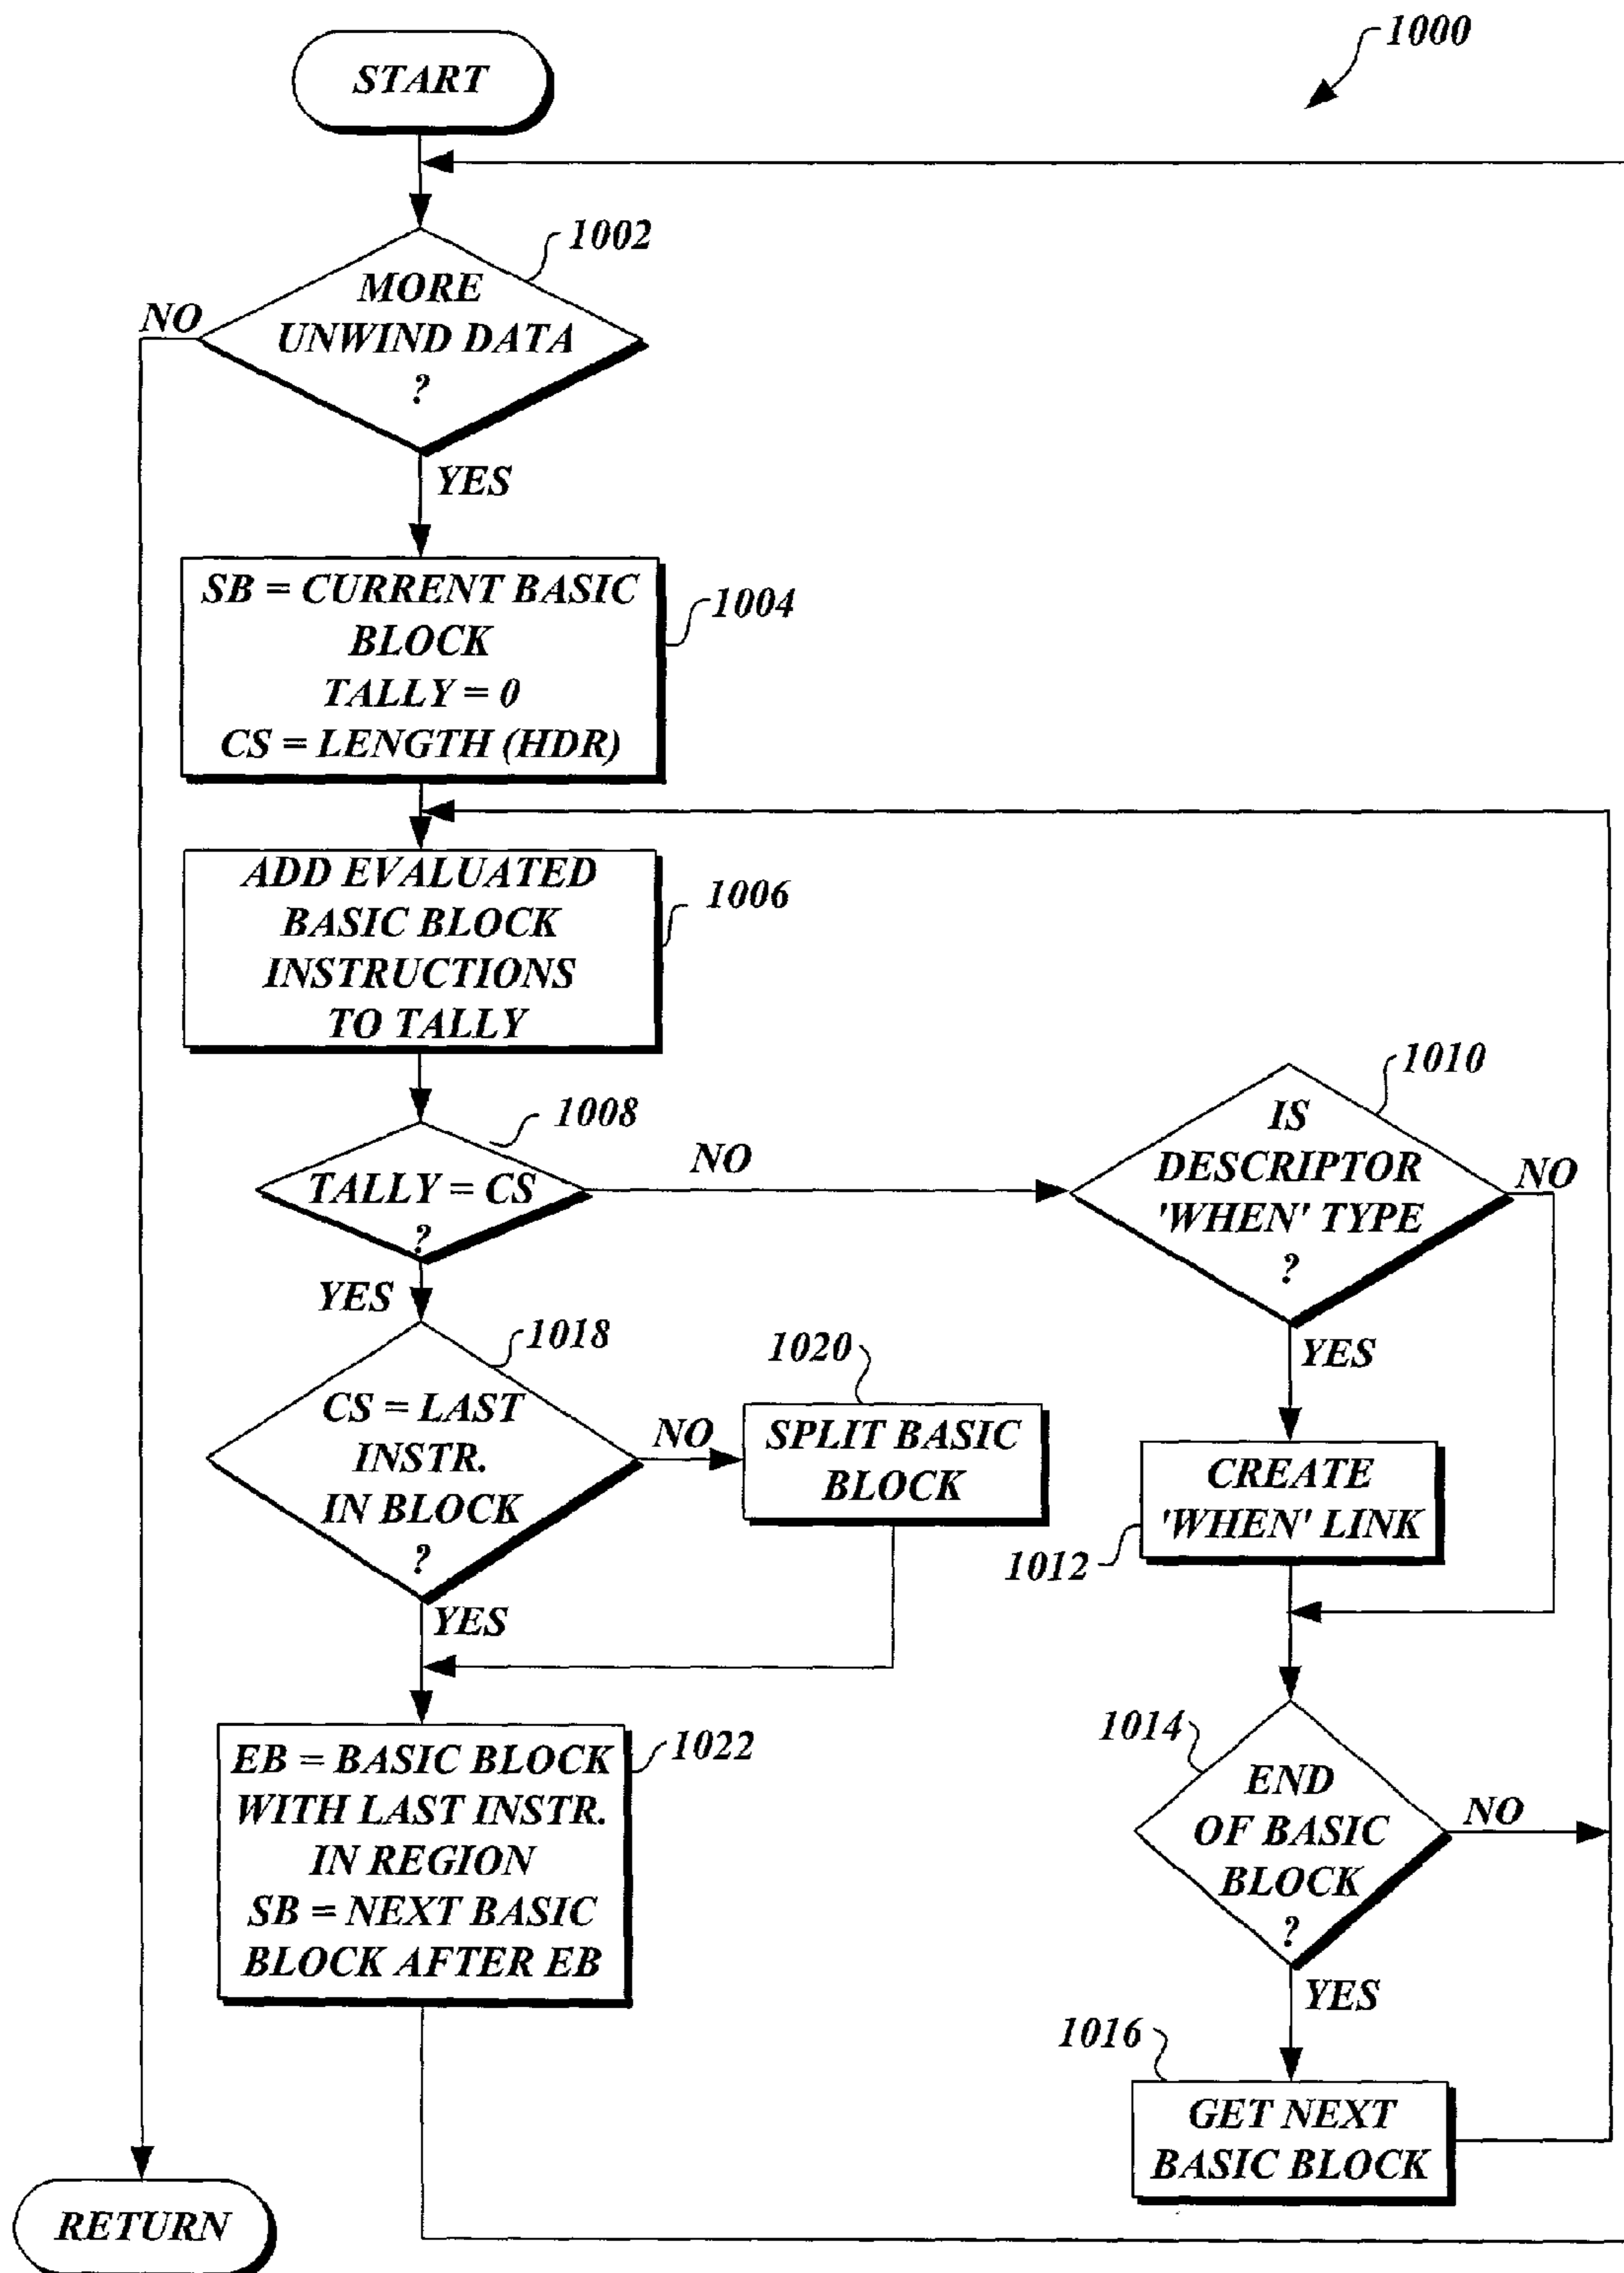 1000
START
1002
MORE
UNWIND DATA
?
NO
YES
SB = CURRENT BASIC
BLOCK
TALLY = 0
CS = LENGTH (HDR)
1004
ADD EVALUATED
BASIC BLOCK
INSTRUCTIONS
TO TALLY
1006
1008
TALLY = CS
?
NO
YES
1010
IS
DESCRIPTOR
'WHEN' TYPE
?
NO
YES
1018
CS = LAST
INSTR.
IN BLOCK
?
NO
YES
1020
SPLIT BASIC
BLOCK
CREATE
'WHEN' LINK
1012
EB = BASIC BLOCK
WITH LAST INSTR.
IN REGION
SB = NEXT BASIC
BLOCK AFTER EB
1022
1014
END
OF BASIC
BLOCK
?
NO
YES
1016
GET NEXT
BASIC BLOCK
RETURN